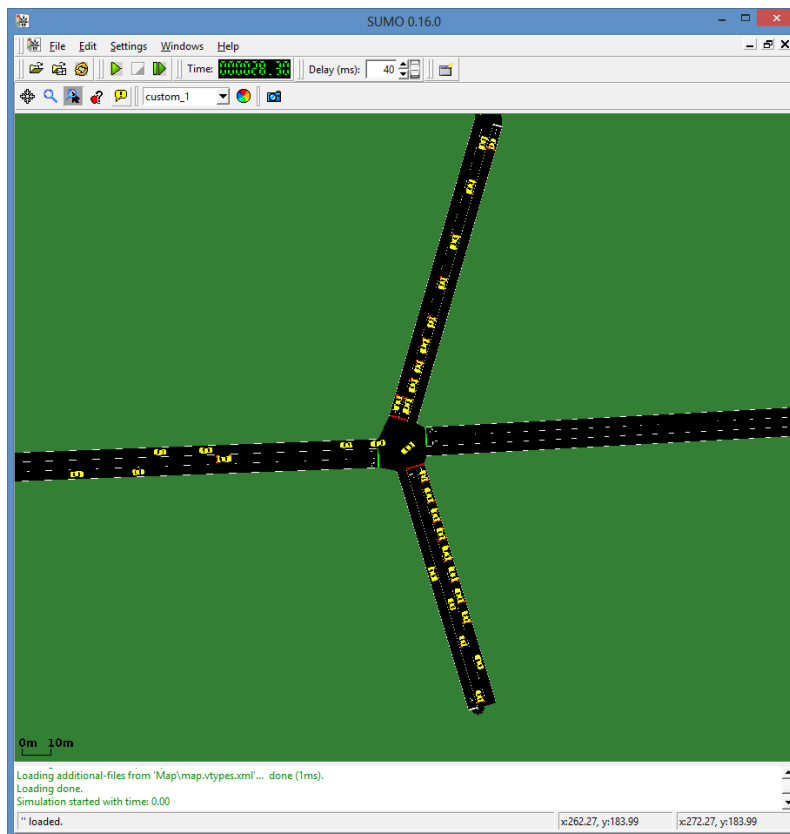 SUMO 0.16.0
File Edit Settings Windows Help
Time: 000028.30 Delay (ms): 40
custom_1
0m 10m
Loading additional-files from 'Map\map.vtypes.xml'... done (1ms).
Loading done.
Simulation started with time: 0.00
'' loaded. x:262.27, y:183.99 x:272.27, y:183.99